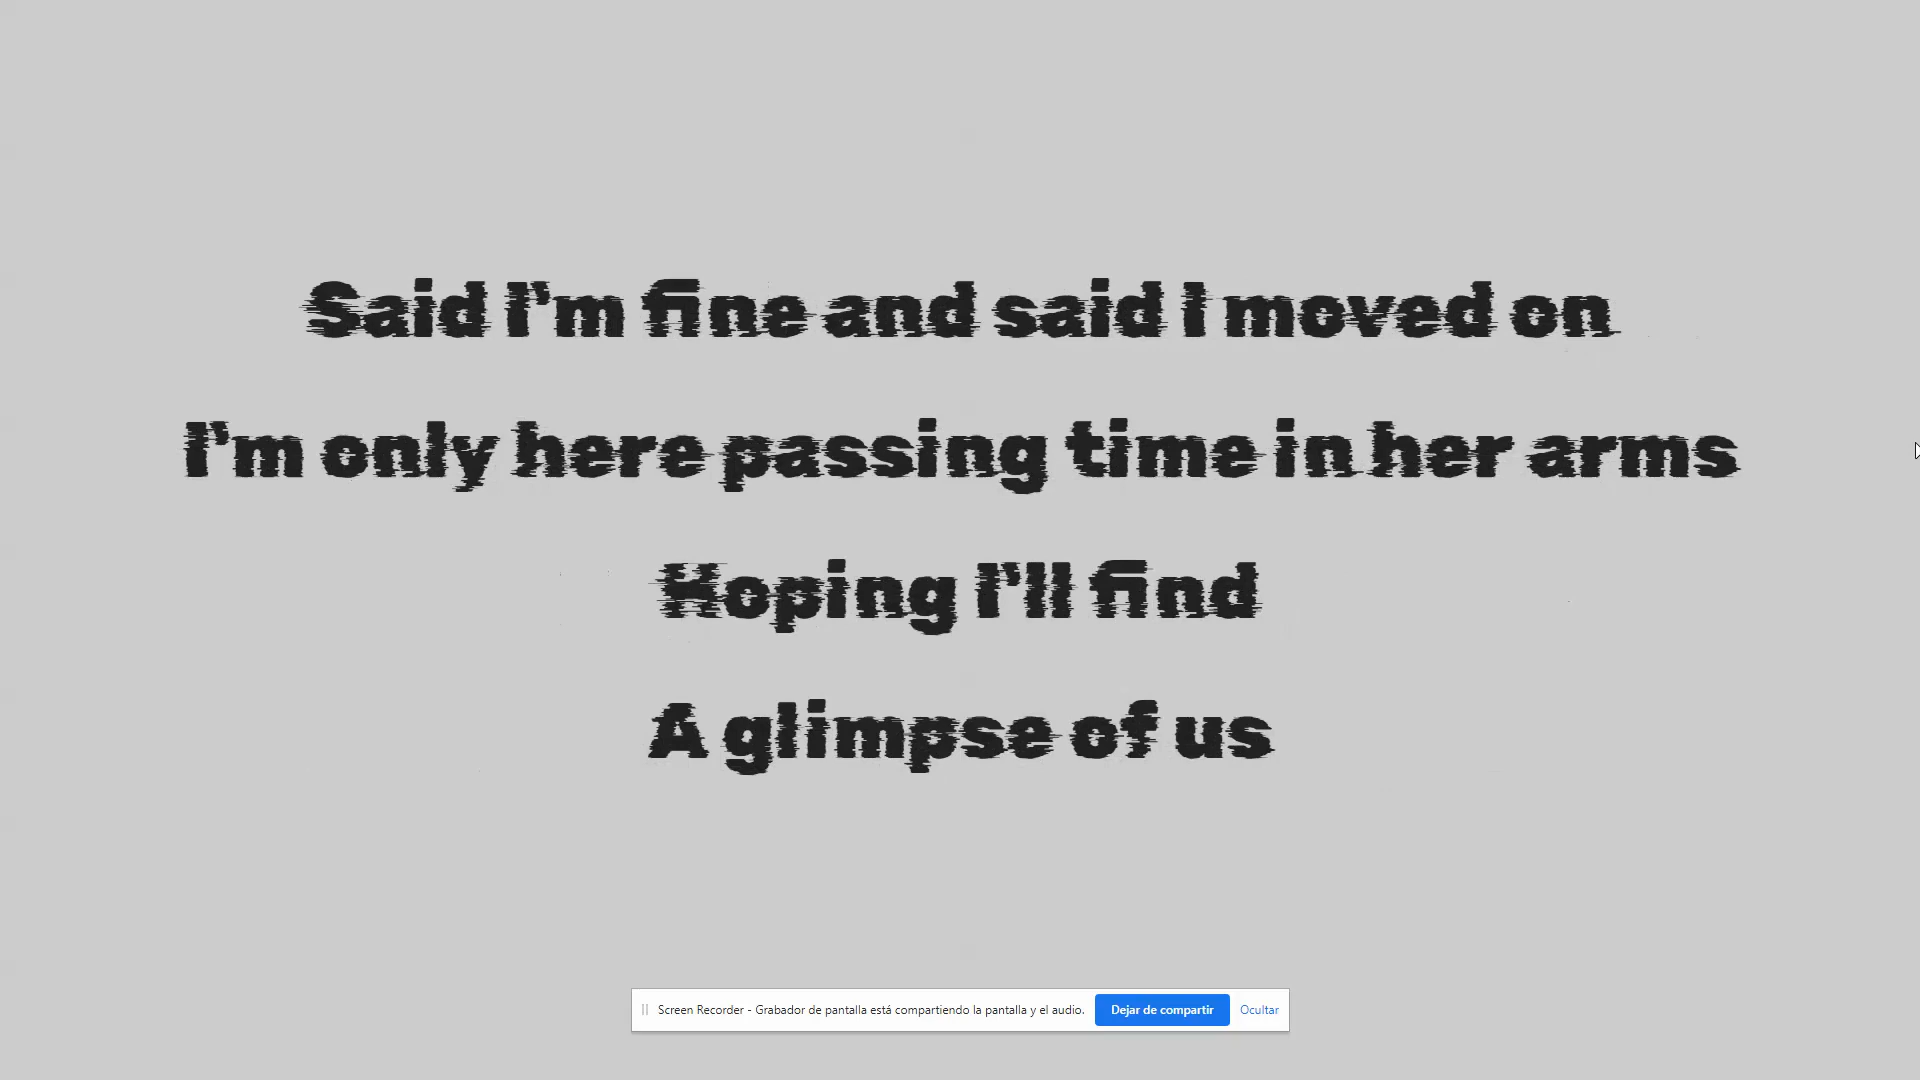 Said I'm fine and said I moved on
I'm only here passing time in her arms
Hoping I'll find
A glimpse of us
Screen Recorder - Grabador de pantalla está compartiendo la pantalla y el audio. Dejar de compartir Ocultar